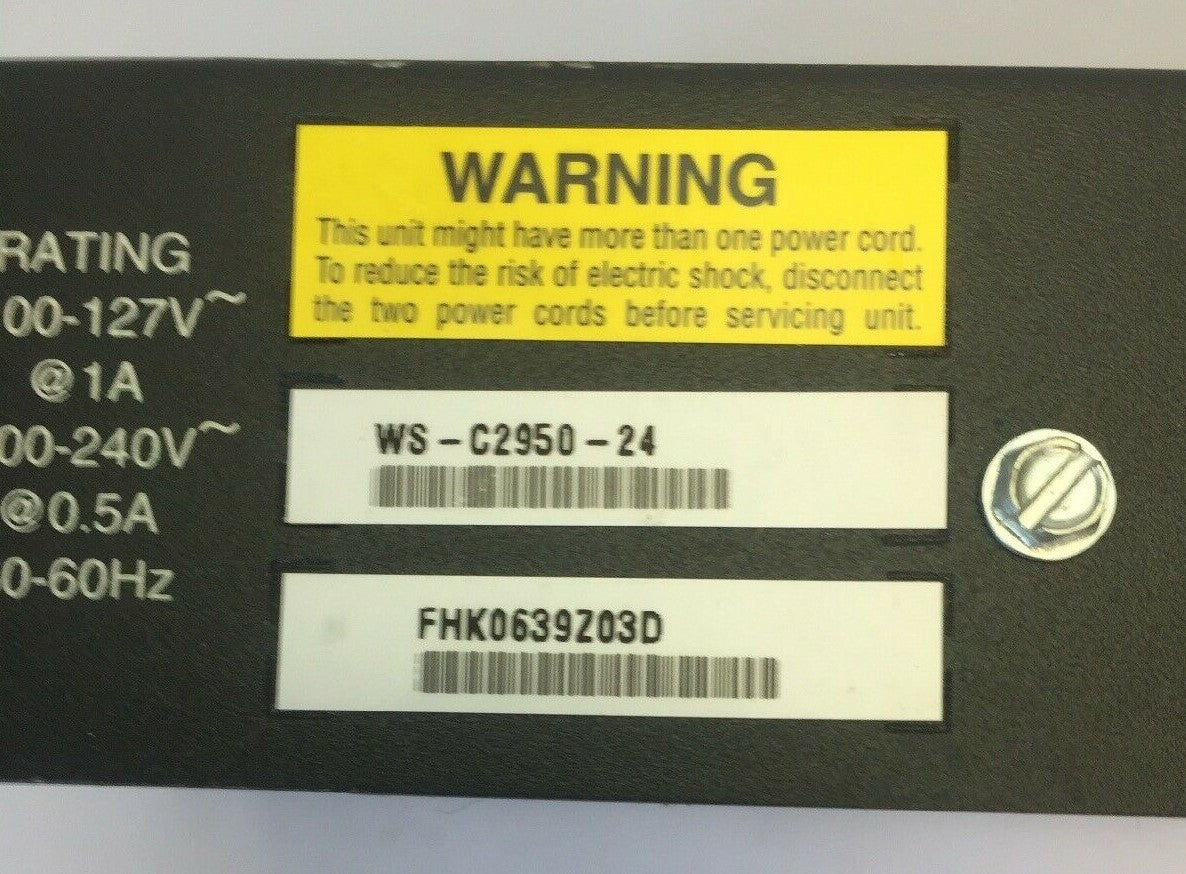 RATING
00-127V~
@1A
00-240V~
@0.5A
0-60Hz
WARNING
This unit might have more than one power cord.
To reduce the risk of electric shock, disconnect
the two power cords before servicing unit.
WS-C2950-24
FHK0639Z03D